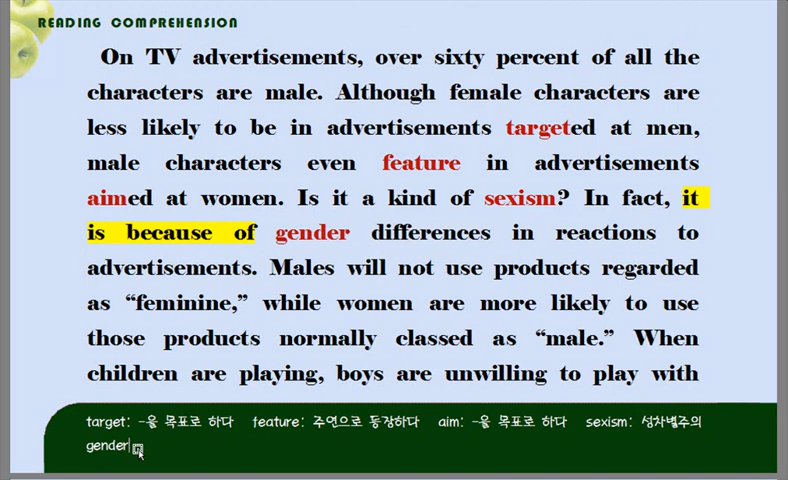 READING COMPREHENSION
On TV advertisements, over sixty percent of all the
characters are male. Although female characters are
less likely to be in advertisements targeted at men,
male characters even feature in advertisements
aimed at women. Is it a kind of sexism? In fact, it
is because of gender differences in reactions to
advertisements. Males will not use products regarded
as “feminine,” while women are more likely to use
those products normally classed as “male.” When
children are playing, boys are unwilling to play with
target: -을 목표로 하다 feature: 주연으로 등장하다 aim: -을 목표로 하다 sexism: 성차별주의
gender